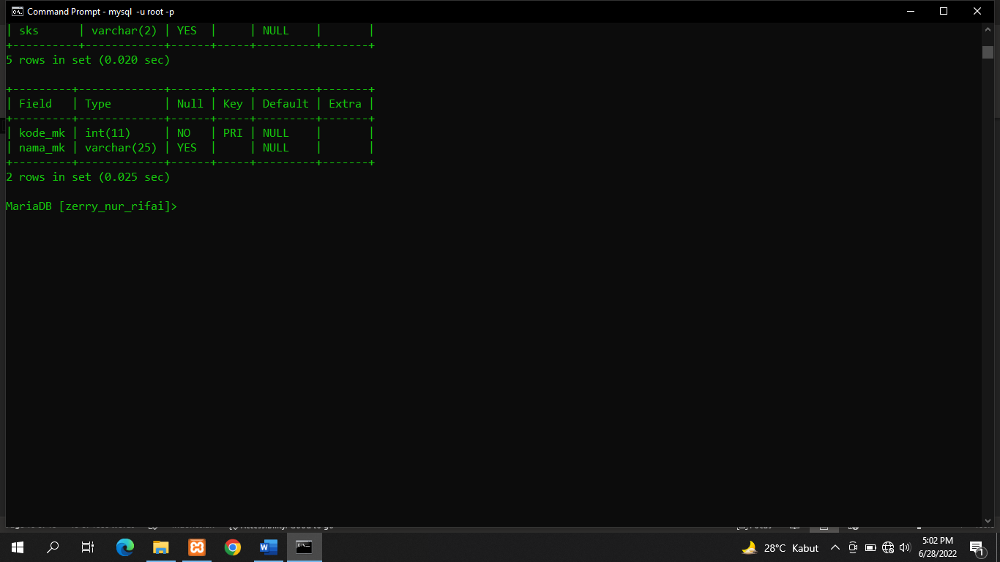 Command Prompt - mysql -u root -p
| sks      | varchar(2) | YES  |     | NULL    |       |
+----------+------------+------+-----+---------+-------+
5 rows in set (0.020 sec)
+---------+-------------+------+-----+---------+-------+
| Field   | Type        | Null | Key | Default | Extra |
+---------+-------------+------+-----+---------+-------+
| kode_mk | int(11)     | NO   | PRI | NULL    |       |
| nama_mk | varchar(25) | YES  |     | NULL    |       |
+---------+-------------+------+-----+---------+-------+
2 rows in set (0.025 sec)
MariaDB [zerry_nur_rifai]>
28°C Kabut
5:02 PM
6/28/2022
1